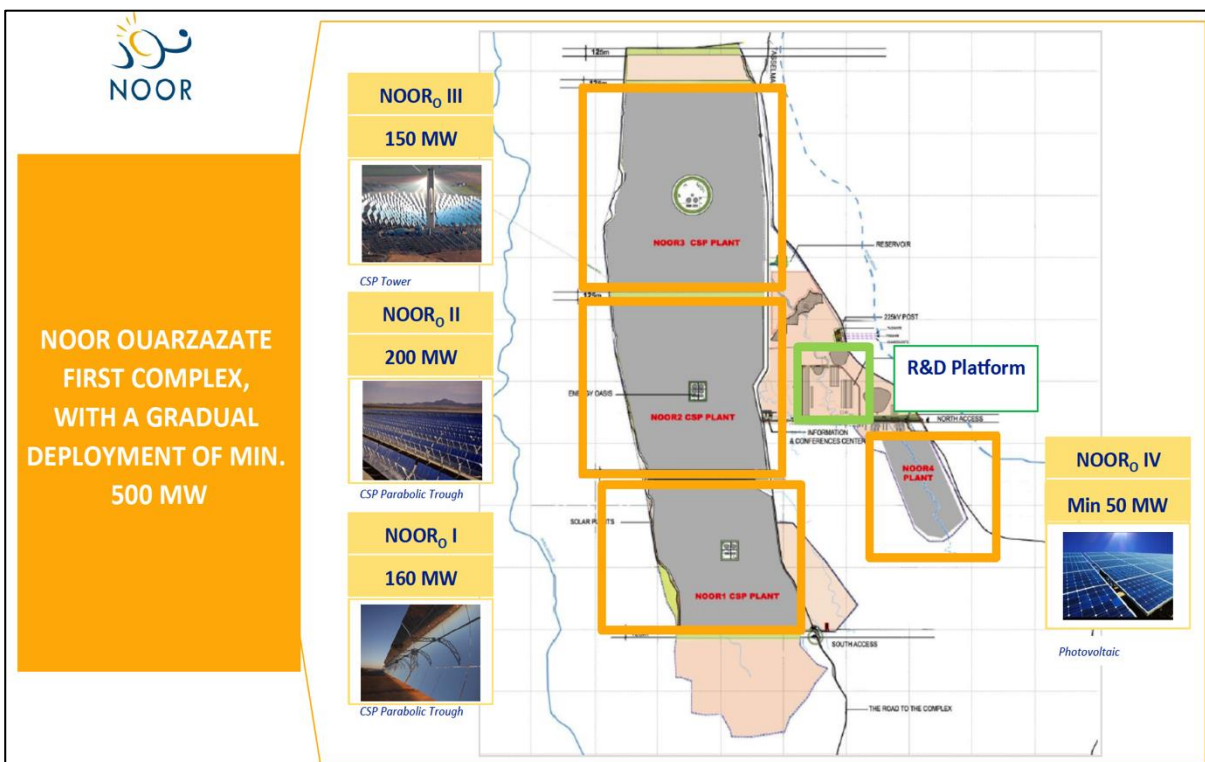 NOOR
NOOR OUARZAZATE
FIRST COMPLEX,
WITH A GRADUAL
DEPLOYMENT OF MIN.
500 MW
NOORO III
150 MW
CSP Tower
NOORO II
200 MW
CSP Parabolic Trough
NOORO I
160 MW
CSP Parabolic Trough
125m
NOOR3 CSP PLANT
RESERVOIR
125m
225kV POST
R&D Platform
ENERGY OASIS
NOOR2 CSP PLANT
NORTH ACCESS
INFORMATION
& CONFERENCES CENTER
NOOR4
PLANT
SOLAR PLANTS
NOOR1 CSP PLANT
SOUTH ACCESS
THE ROAD TO THE COMPLEX
NOORO IV
Min 50 MW
Photovoltaic